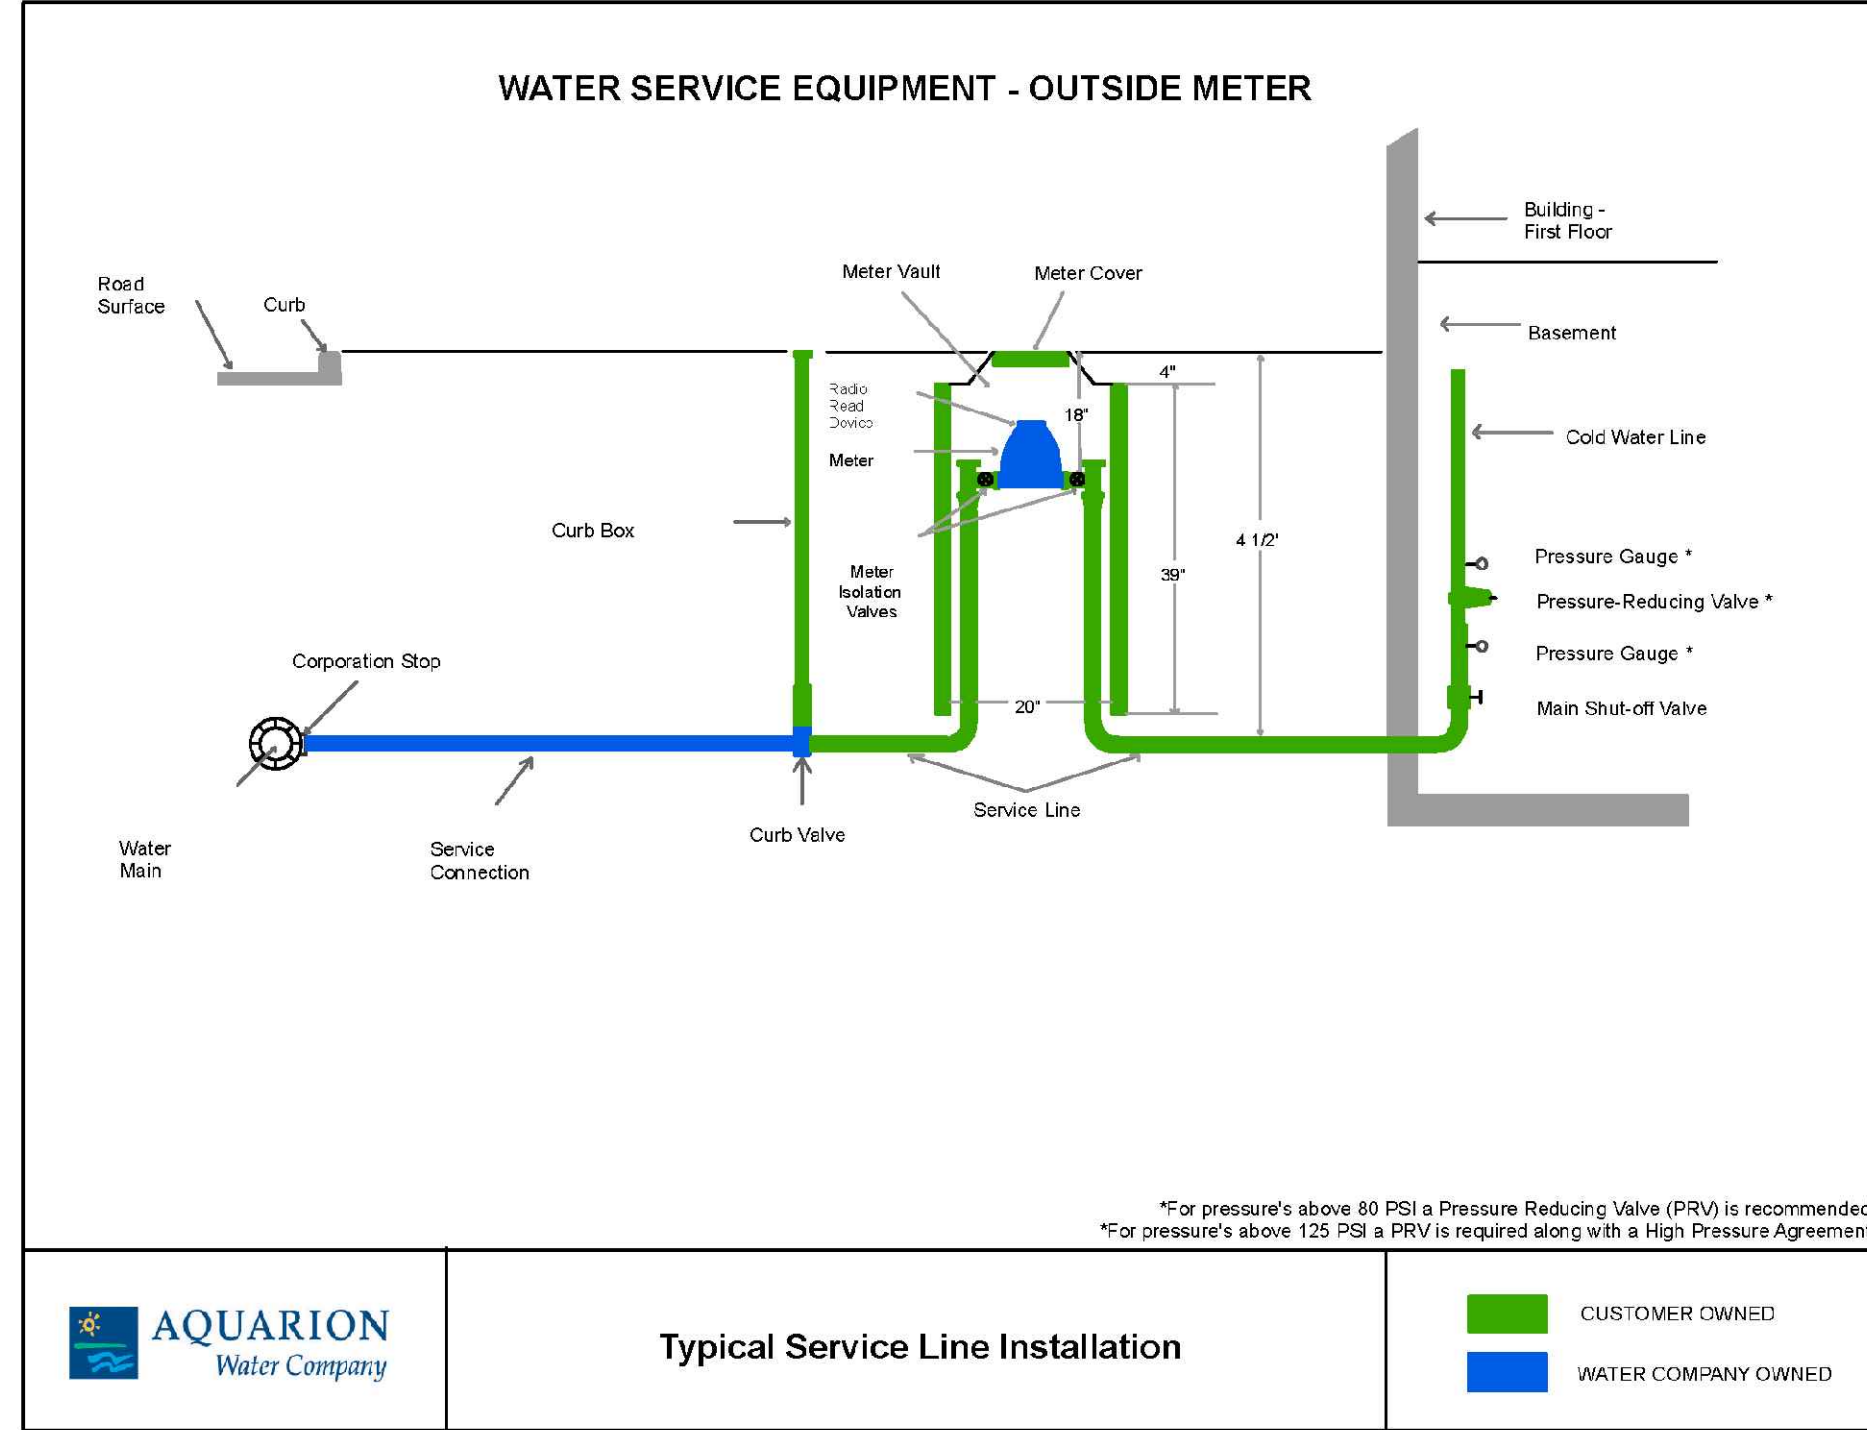 WATER SERVICE EQUIPMENT - OUTSIDE METER
Building -
First Floor
Road
Surface
Curb
Meter Vault
Meter Cover
Basement
4"
Radio
Read
18"
Meter
Cold Water Line
Curb Box
4 1/2'
Pressure Gauge *
Meter
Isolation
Valves
39"
Pressure-Reducing Valve *
Corporation Stop
Pressure Gauge *
20"
Main Shut-off Valve
Service Line
Curb Valve
Water
Main
Service
Connection
*For pressure's above 80 PSI a Pressure Reducing Valve (PRV) is recommended
*For pressure's above 125 PSI a PRV is required along with a High Pressure Agreement
AQUARION
Water Company
Typical Service Line Installation
CUSTOMER OWNED
WATER COMPANY OWNED